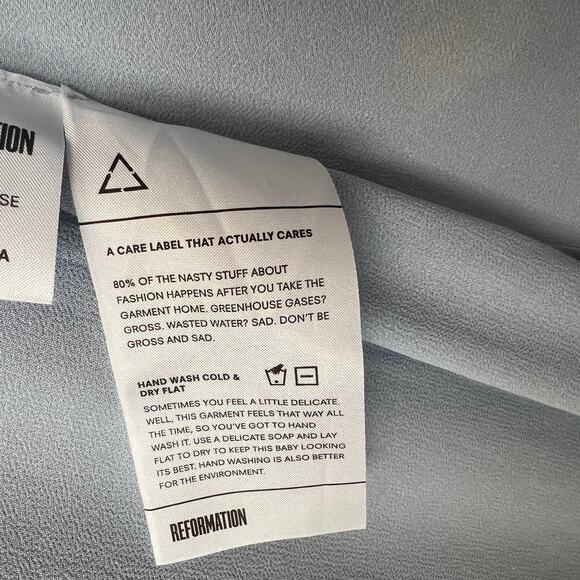 TION
SE
A
A CARE LABEL THAT ACTUALLY CARES
80% OF THE NASTY STUFF ABOUT
FASHION HAPPENS AFTER YOU TAKE THE
GARMENT HOME. GREENHOUSE GASES?
GROSS. WASTED WATER? SAD. DON'T BE
GROSS AND SAD.
HAND WASH COLD &
DRY FLAT
SOMETIMES YOU FEEL A LITTLE DELICATE.
WELL, THIS GARMENT FEELS THAT WAY ALL
THE TIME, SO YOU'VE GOT TO HAND
WASH IT. USE A DELICATE SOAP AND LAY
FLAT TO DRY TO KEEP THIS BABY LOOKING
ITS BEST. HAND WASHING IS ALSO BETTER
FOR THE ENVIRONMENT.
REFORMATION